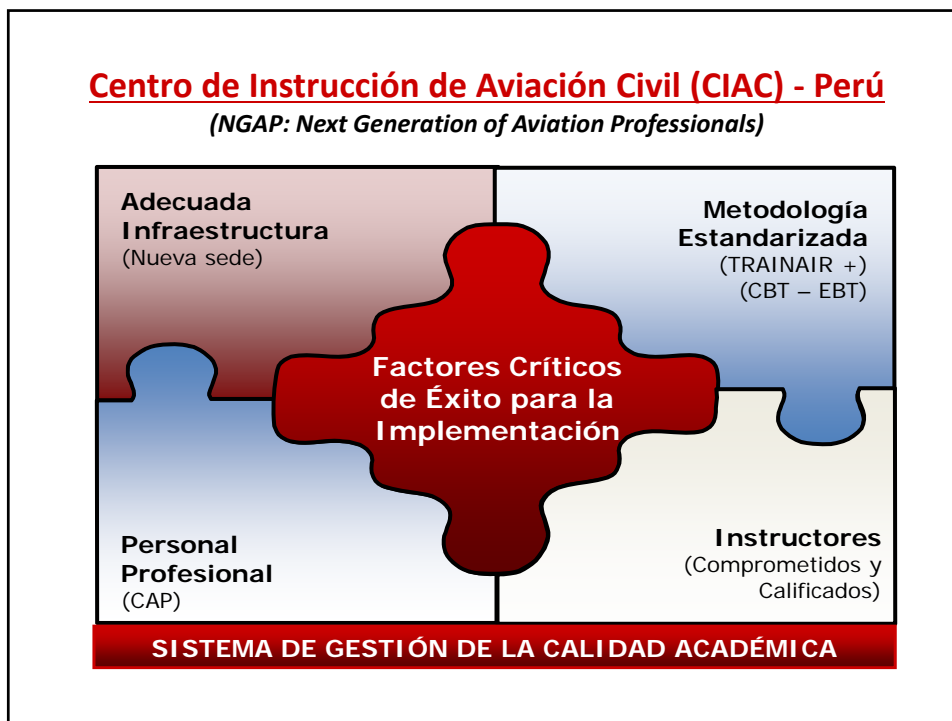 Centro de Instrucción de Aviación Civil (CIAC) - Perú
(NGAP: Next Generation of Aviation Professionals)
Adecuada
Infraestructura
(Nueva sede)
Metodología
Estandarizada
(TRAINAIR +)
(CBT – EBT)
Factores Críticos
de Éxito para la
Implementación
Personal
Profesional
(CAP)
Instructores
(Comprometidos y
Calificados)
SISTEMA DE GESTIÓN DE LA CALIDAD ACADÉMICA